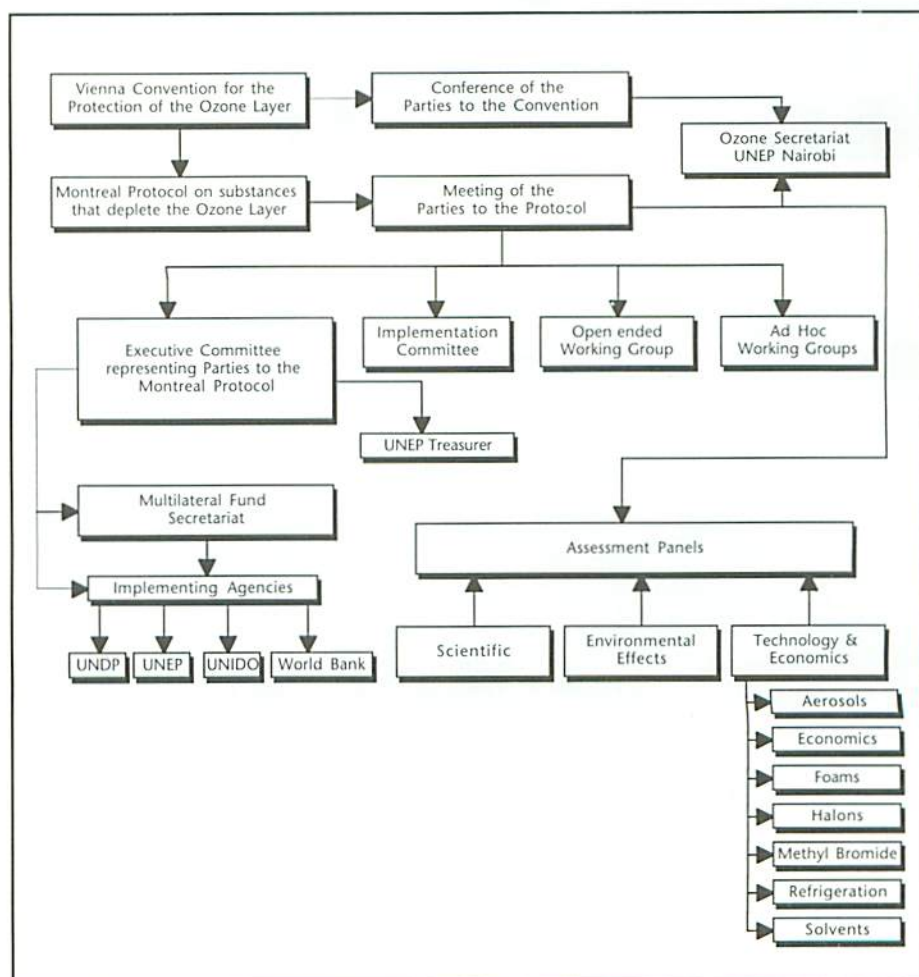 Vienna Convention for the
Protection of the Ozone Layer
Conference of the
Parties to the Convention
Ozone Secretariat
UNEP Nairobi
Montreal Protocol on substances
that deplete the Ozone Layer
Meeting of the
Parties to the Protocol
Executive Committee
representing Parties to the
Montreal Protocol
Implementation
Committee
Open ended
Working Group
Ad Hoc
Working Groups
UNEP Treasurer
Multilateral Fund
Secretariat
Assessment Panels
Implementing Agencies
UNDP
UNEP
UNIDO
World Bank
Scientific
Environmental
Effects
Technology &
Economics
Aerosols
Economics
Foams
Halons
Methyl Bromide
Refrigeration
Solvents